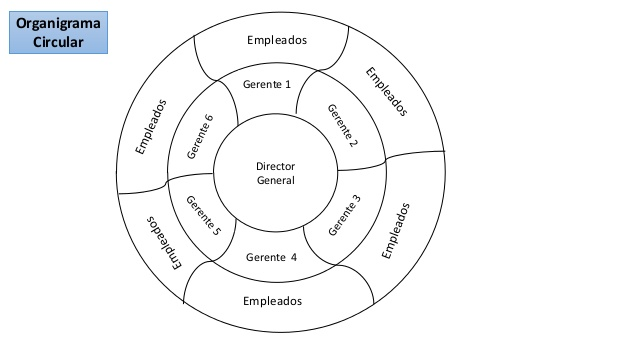 Organigrama
Circular
Empleados
Gerente 1
Empleados
Gerente 2
Empleados
Gerente 6
Director
General
Gerente 3
Empleados
Gerente 5
Empleados
Gerente 4
Empleados